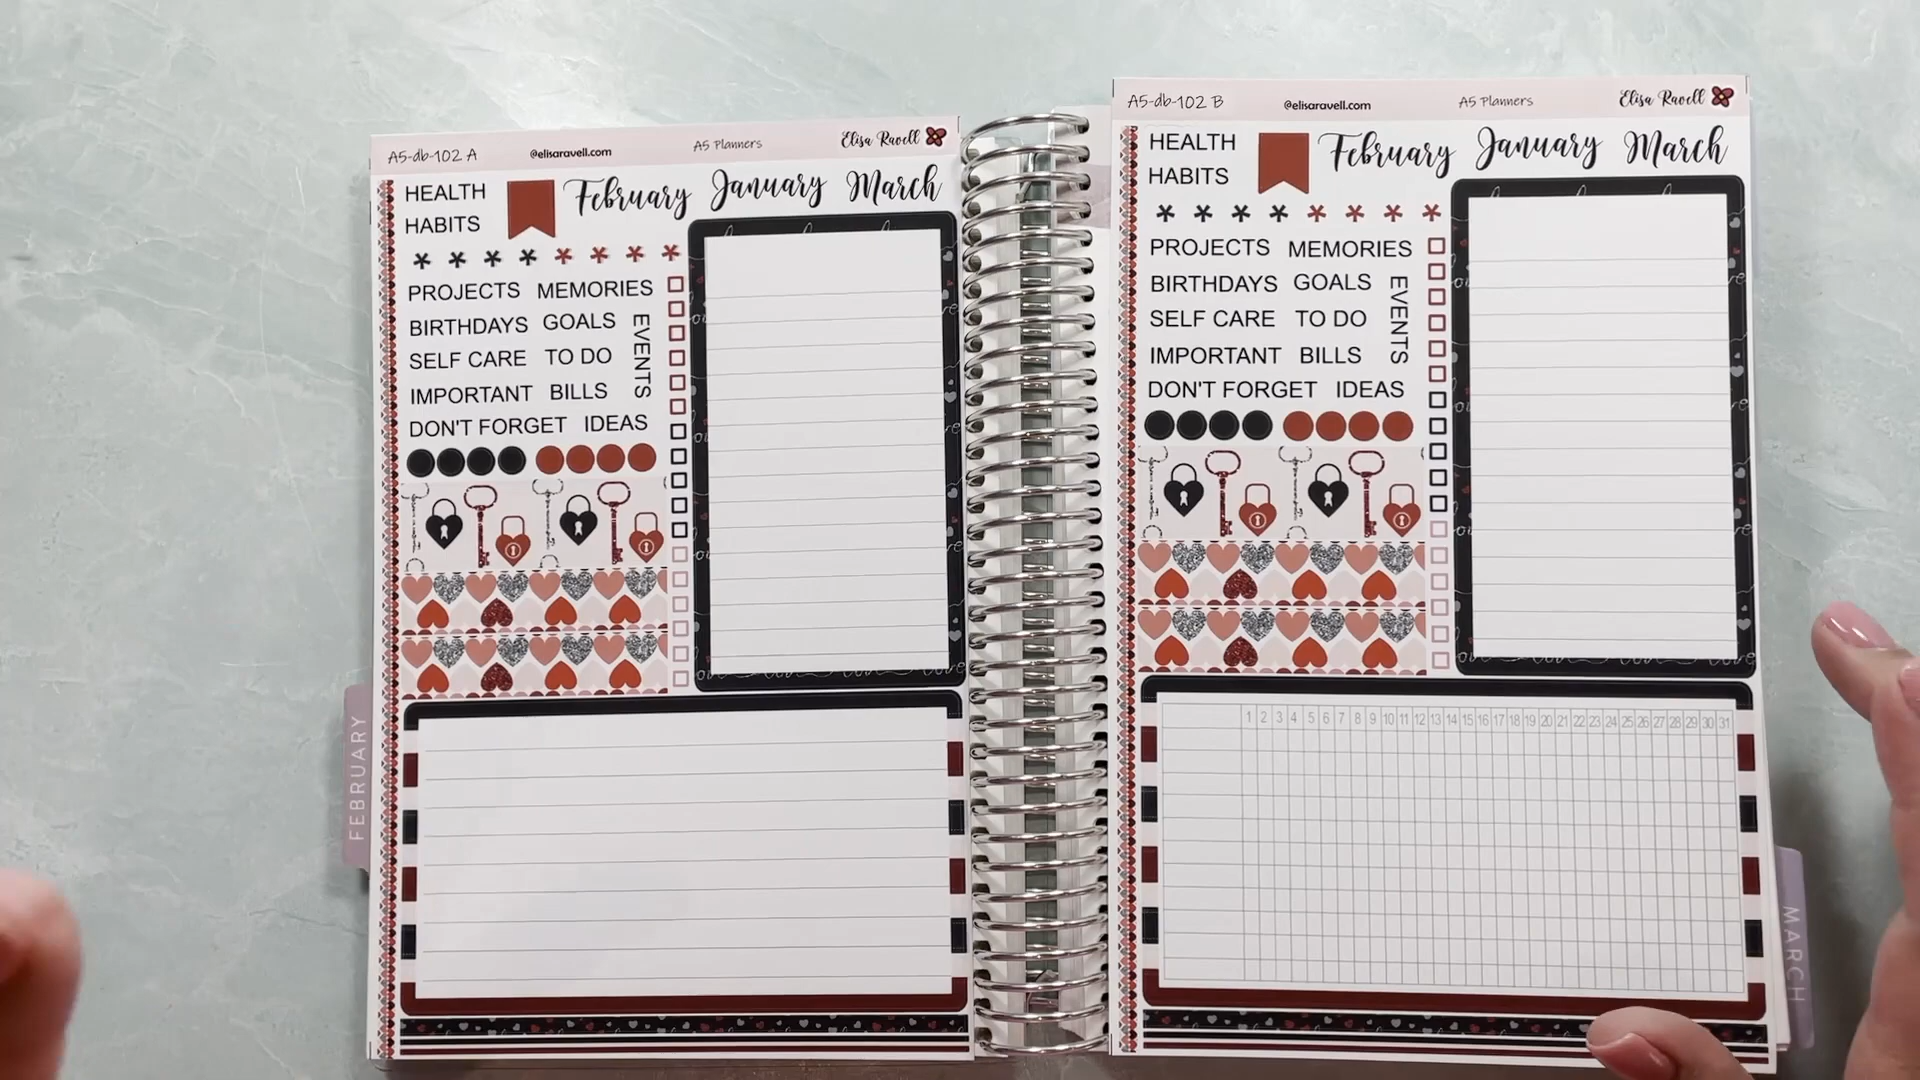 A5-db-102 A @elisaravell.com A5 Planners Elisa Ravell
HEALTH
HABITS
February January March
PROJECTS MEMORIES
BIRTHDAYS GOALS
SELF CARE TO DO
IMPORTANT BILLS
DON'T FORGET IDEAS
EVENTS
FEBRUARY
A5-db-102 B @elisaravell.com A5 Planners Elisa Ravell
HEALTH
HABITS
February January March
PROJECTS MEMORIES
BIRTHDAYS GOALS
SELF CARE TO DO
IMPORTANT BILLS
DON'T FORGET IDEAS
EVENTS
1 2 3 4 5 6 7 8 9 10 11 12 13 14 15 16 17 18 19 20 21 22 23 24 25 26 27 28 29 30 31
MARCH